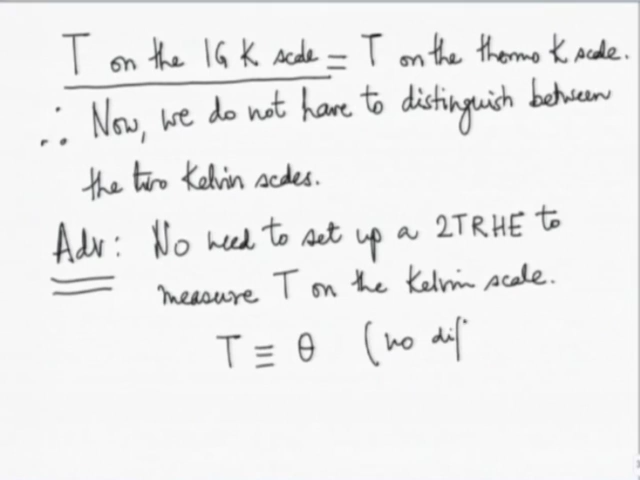 T on the IG K scale = T on the thermo K scale.
∴ Now, we do not have to distinguish between
the two Kelvin scales.
Adv: No need to set up a 2TRHE to
measure T on the Kelvin scale.
T ≡ θ (no dif